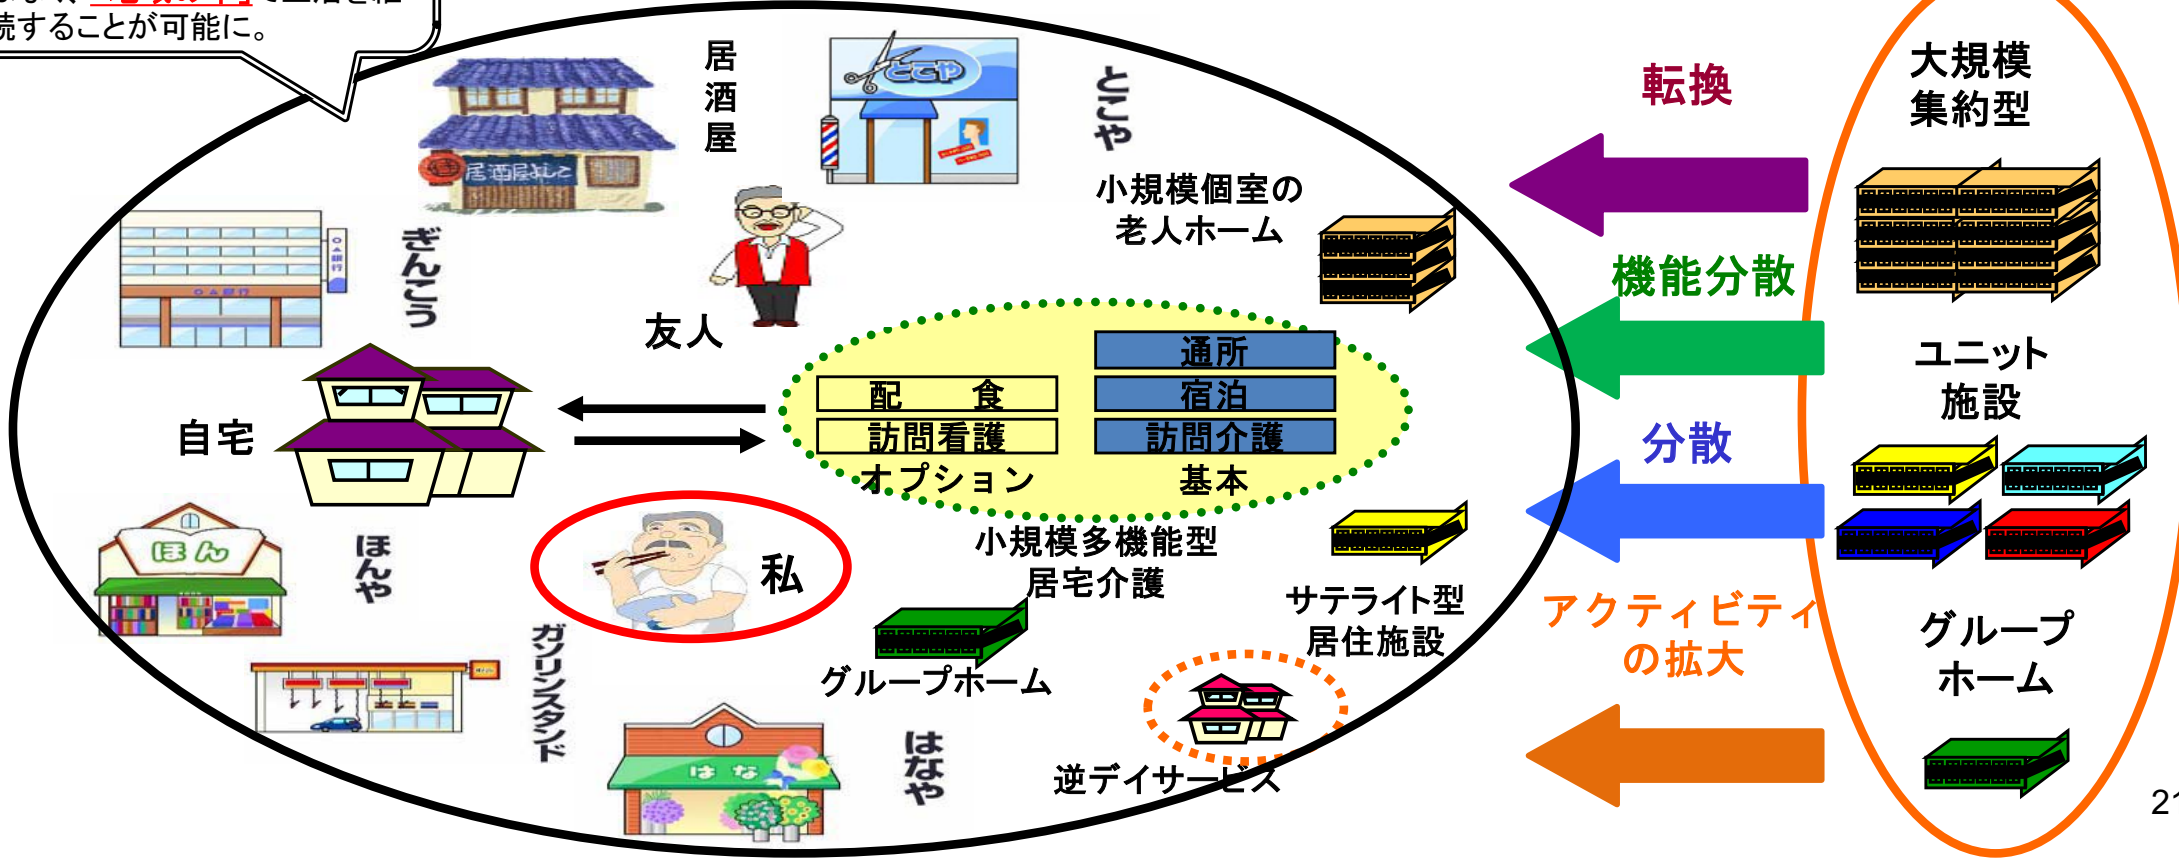 続することが可能に。
居酒屋
とこや
とこや
居酒屋よしこ
ぎんこう
友人
自宅
小規模個室の
老人ホーム
通所
配　食
宿泊
訪問看護
訪問介護
オプション
基本
小規模多機能型
居宅介護
私
ほん
ほんや
ガソリンスタンド
グループホーム
サテライト型
居住施設
はな
はなや
逆デイサービス
転換
機能分散
分散
アクティビティ
の拡大
大規模
集約型
ユニット
施設
グループ
ホーム
21